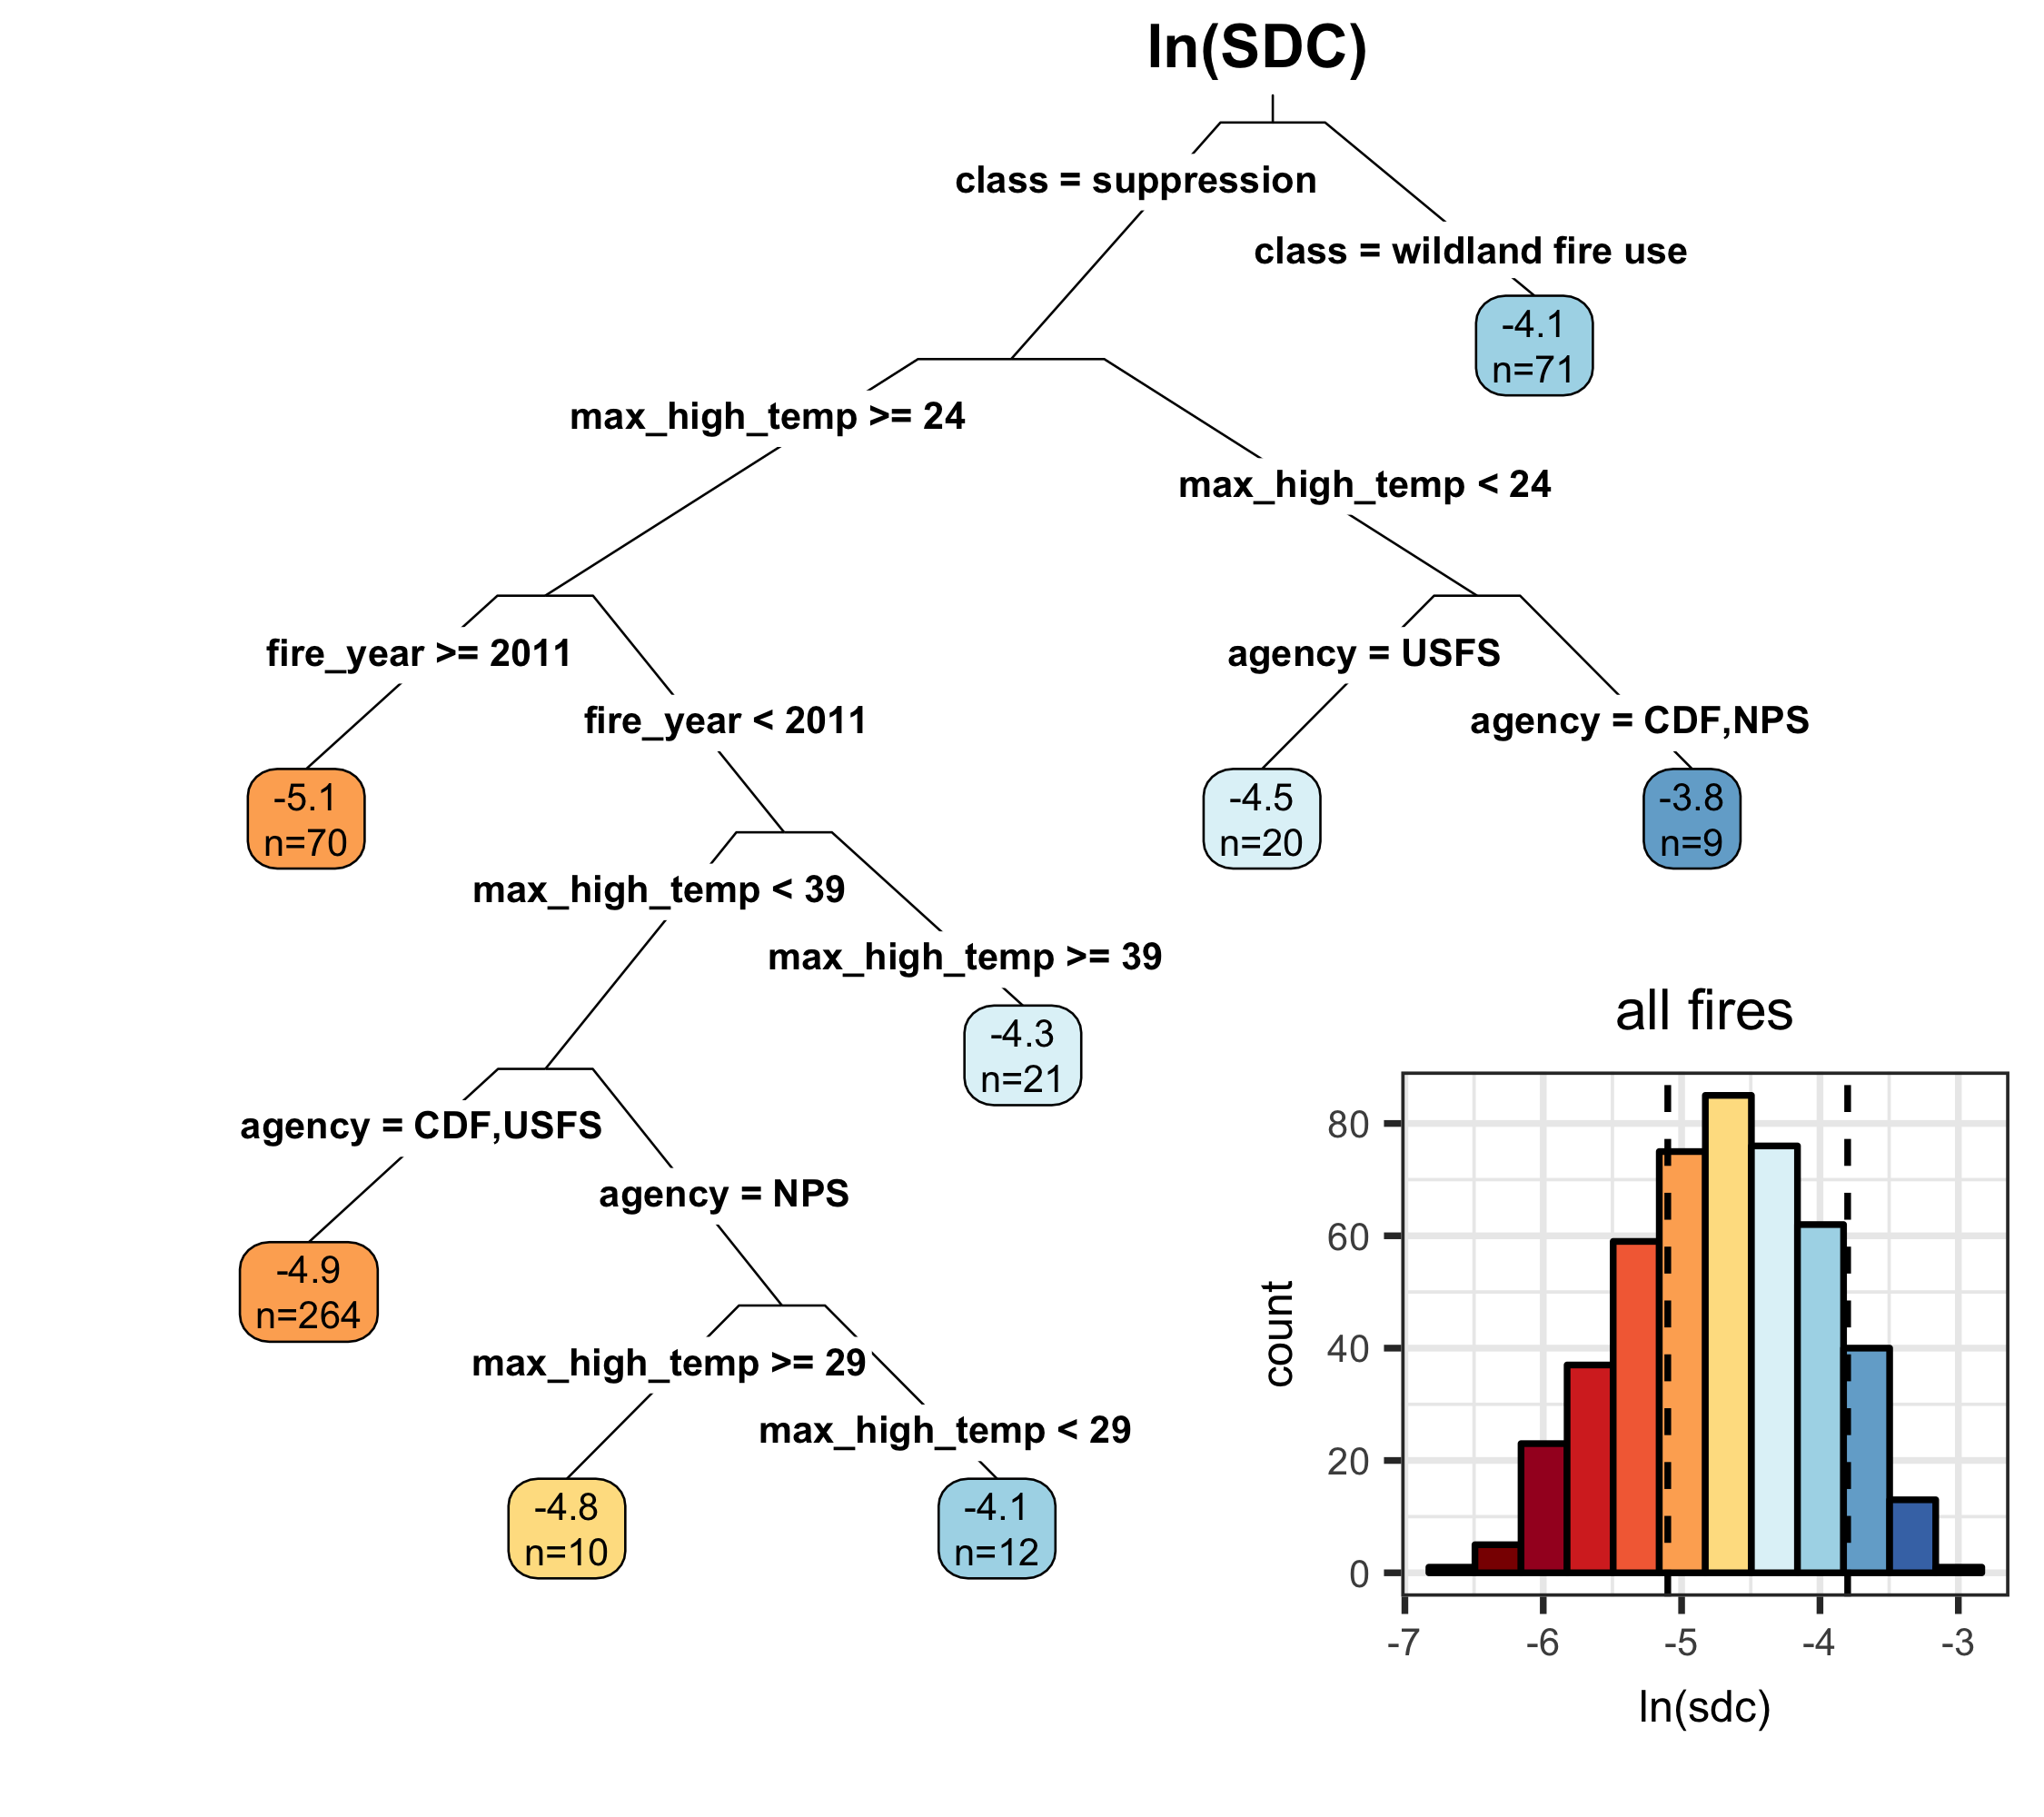 ln(SDC)
class = suppression
class = wildland fire use
-4.1
n=71
max_high_temp >= 24
max_high_temp < 24
fire_year >= 2011
agency = USFS
fire_year < 2011
agency = CDF,NPS
-5.1
n=70
-4.5
n=20
-3.8
n=9
max_high_temp < 39
max_high_temp >= 39
-4.3
n=21
agency = CDF,USFS
agency = NPS
-4.9
n=264
max_high_temp >= 29
max_high_temp < 29
-4.8
n=10
-4.1
n=12
all fires
count
80
60
40
20
0
-7 -6 -5 -4 -3
ln(sdc)